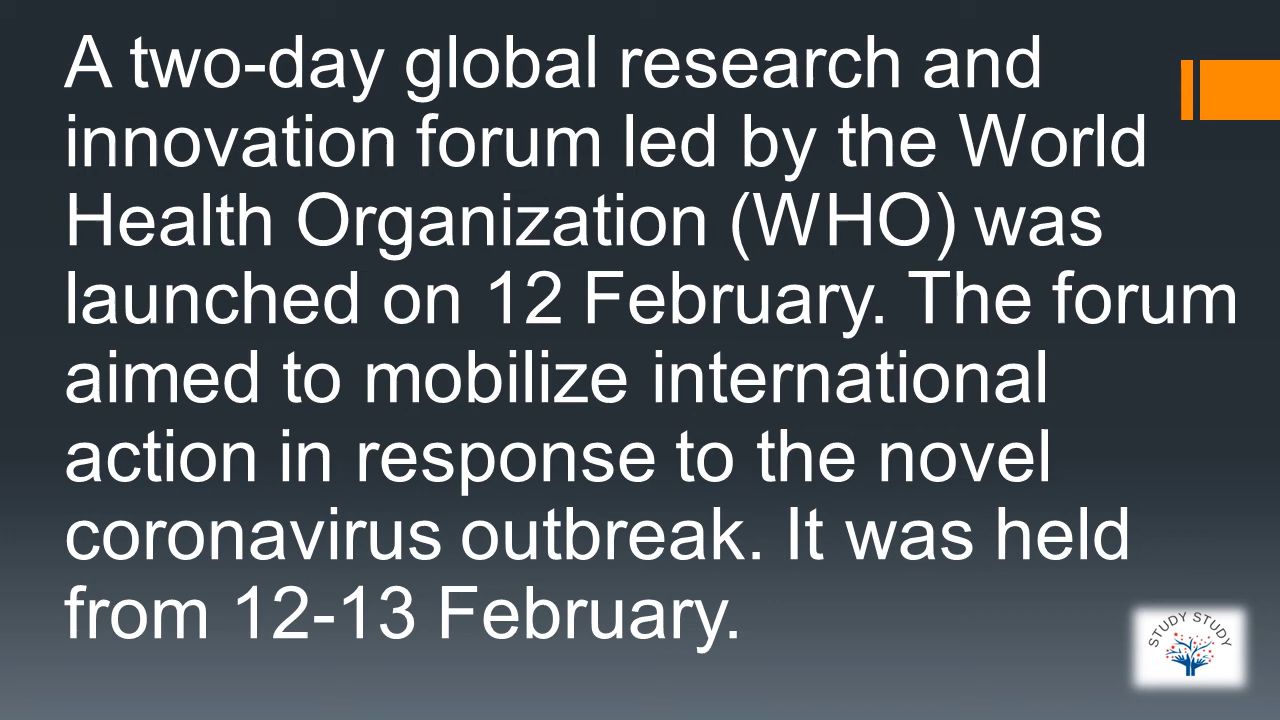 A two-day global research and
innovation forum led by the World
Health Organization (WHO) was
launched on 12 February. The forum
aimed to mobilize international
action in response to the novel
coronavirus outbreak. It was held
from 12-13 February.
STUDY STUDY